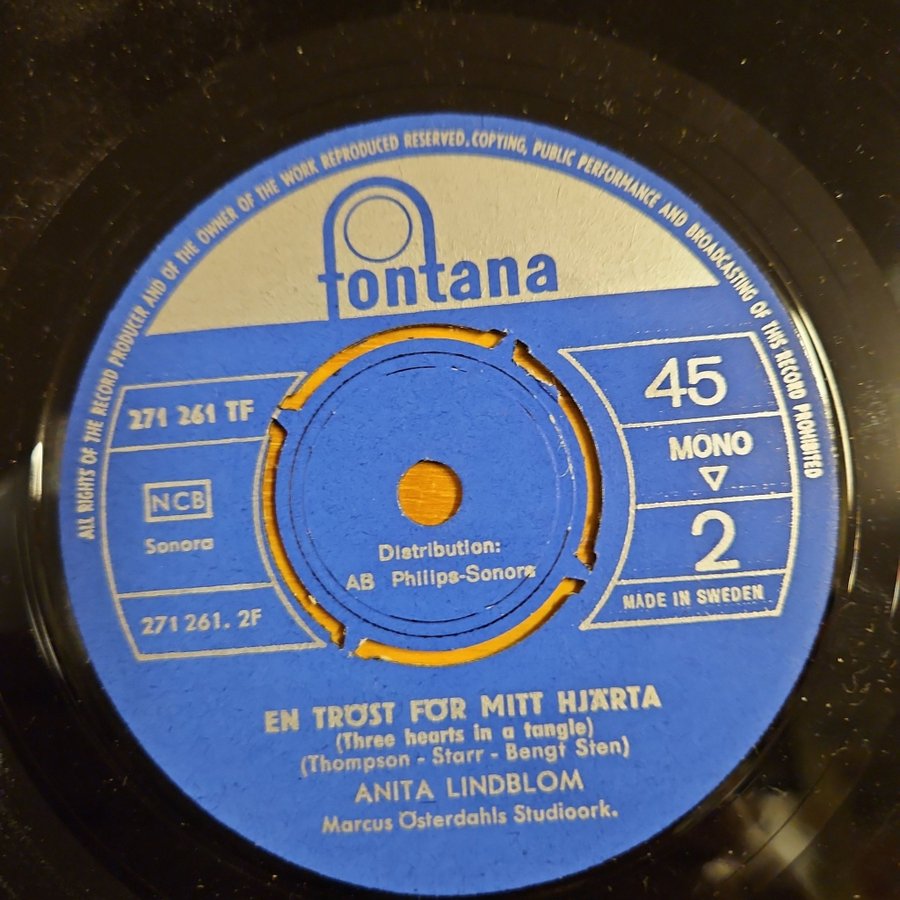 ALL RIGHTS OF THE RECORD PRODUCER AND OF THE OWNER OF THE WORK REPRODUCED RESERVED. COPYING, PUBLIC PERFORMANCE AND BROADCASTING OF THIS RECORD PROHIBITED
fontana
271 261 TF
NCB
Sonora
271 261. 2F
45
MONO
2
MADE IN SWEDEN
Distribution:
AB Philips-Sonora
EN TRÖST FÖR MITT HJÄRTA
(Three hearts in a tangle)
(Thompson - Starr - Bengt Sten)
ANITA LINDBLOM
Marcus Österdahls Studioork.